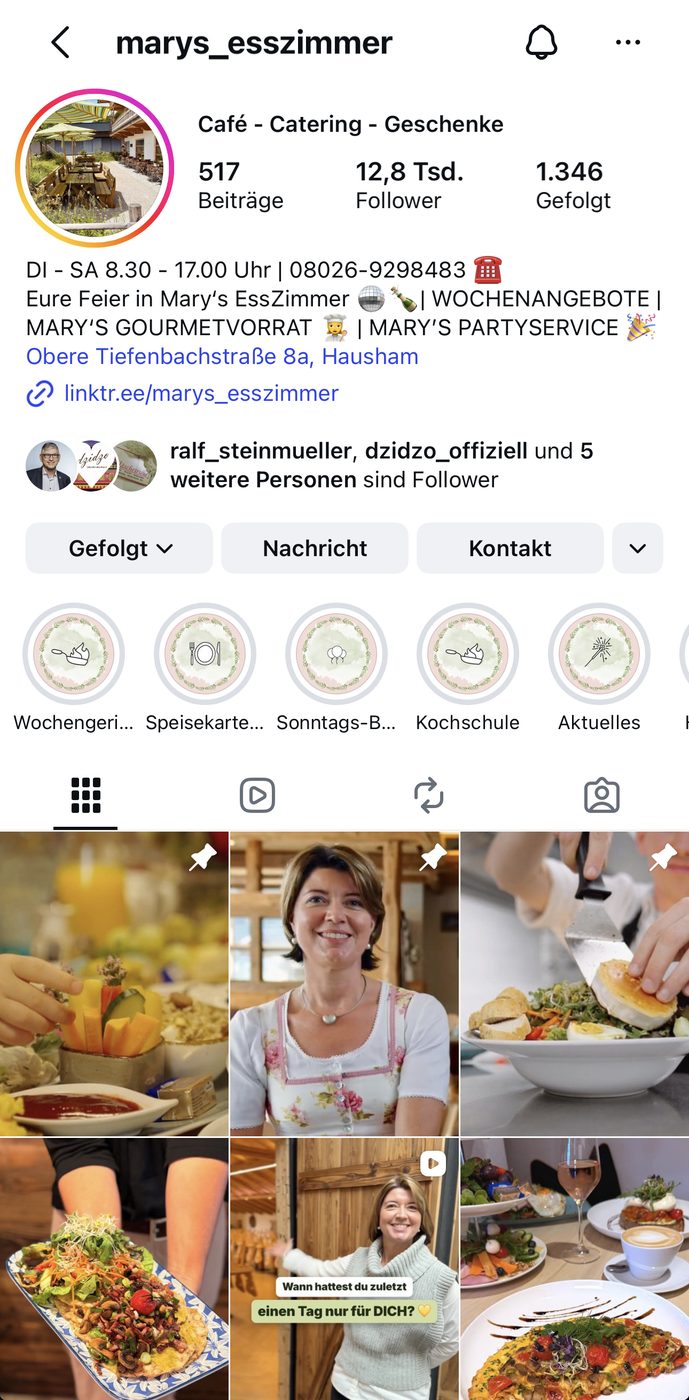 marys_esszimmer
Café - Catering - Geschenke
517 12,8 Tsd. 1.346
Beiträge Follower Gefolgt
DI - SA 8.30 - 17.00 Uhr | 08026-9298483 ☎️
Eure Feier in Mary‘s EssZimmer 🪩🍾| WOCHENANGEBOTE |
MARY‘S GOURMETVORRAT 👩‍🍳 | MARY’S PARTYSERVICE 🎉
Obere Tiefenbachstraße 8a, Hausham
linktr.ee/marys_esszimmer
dzidzo
ralf_steinmueller, dzidzo_offiziell und 5
weitere Personen sind Follower
Gefolgt Nachricht Kontakt
Wochengeri... Speisekarte... Sonntags-B... Kochschule Aktuelles
Wann hattest du zuletzt
einen Tag nur für DICH? 💛